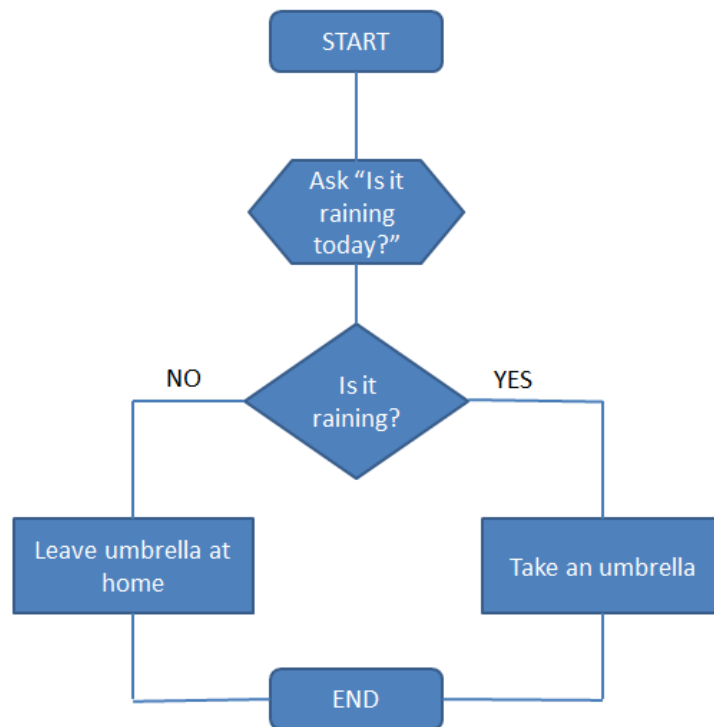 START
Ask “Is it
raining
today?”
Is it
raining?
NO
YES
Leave umbrella at
home
Take an umbrella
END